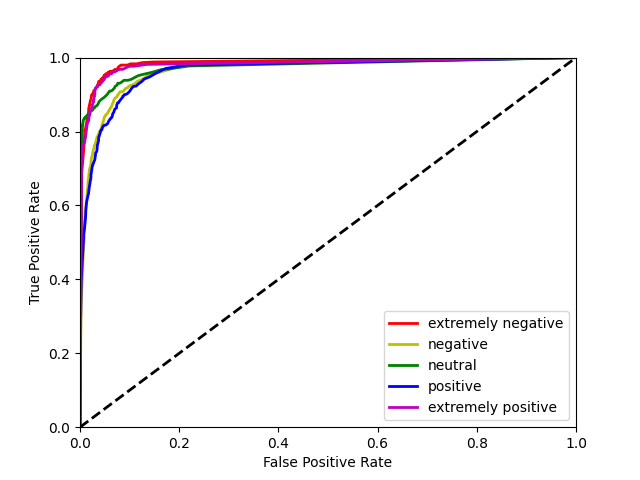 1.0
0.8
0.6
0.4
0.2
0.0
True Positive Rate
0.0 0.2 0.4 0.6 0.8 1.0
False Positive Rate
extremely negative
negative
neutral
positive
extremely positive